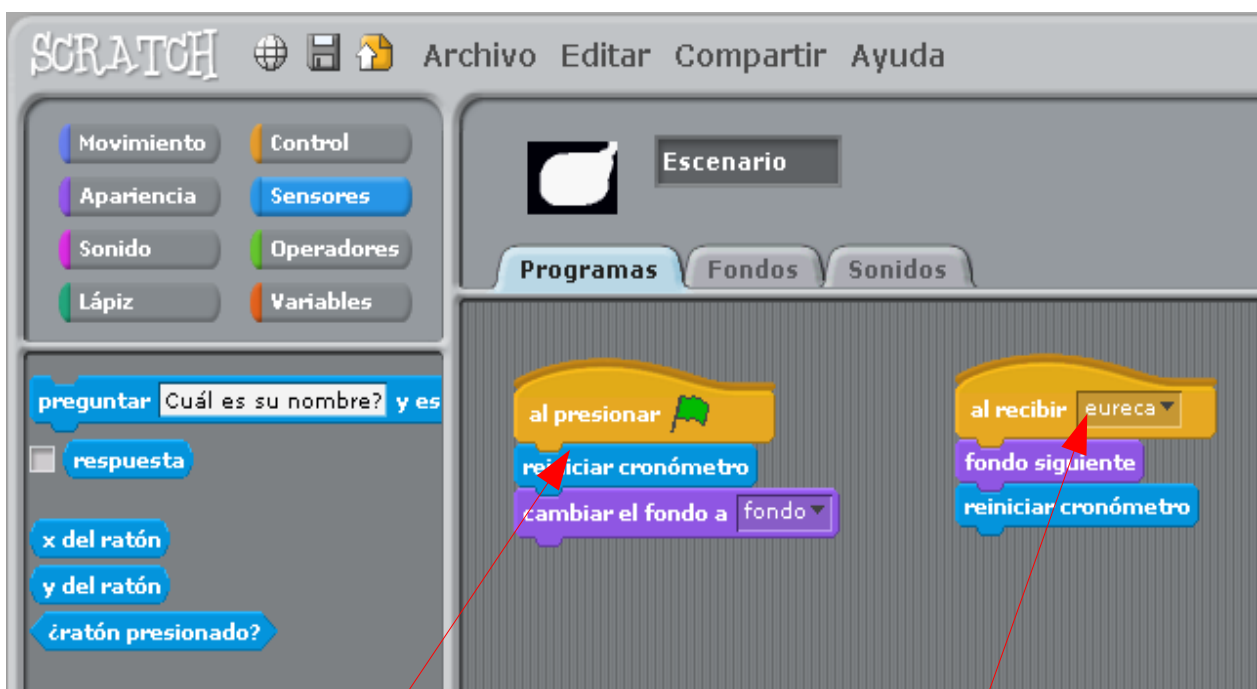 SCRATCH Archivo Editar Compartir Ayuda
Movimiento Control
Apariencia Sensores
Sonido Operadores
Lápiz Variables
Escenario
Programas Fondos Sonidos
preguntar Cuál es su nombre? y es
respuesta
x del ratón
y del ratón
¿ratón presionado?
al presionar
reiniciar cronómetro
cambiar el fondo a fondo
al recibir eureca
fondo siguiente
reiniciar cronómetro